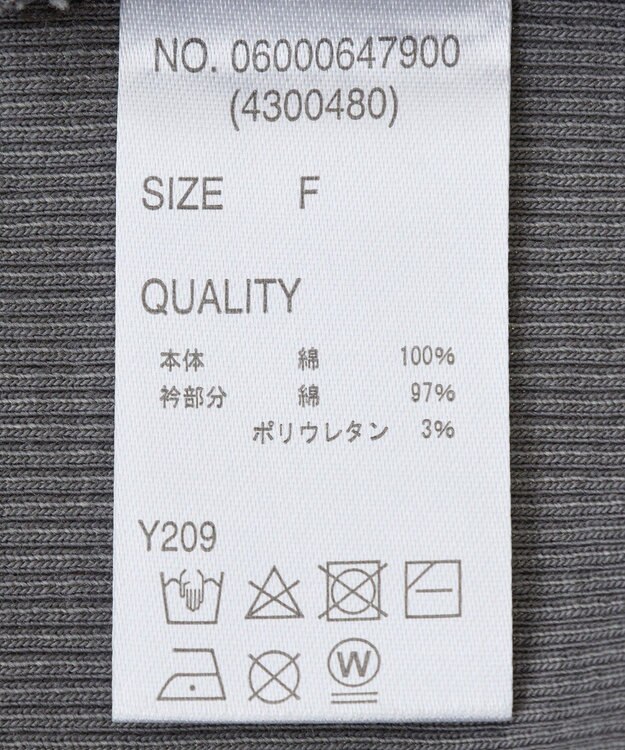 NO. 06000647900
(4300480)
SIZE F
QUALITY
本体 綿 100%
衿部分 綿 97%
ポリウレタン 3%
Y209
W